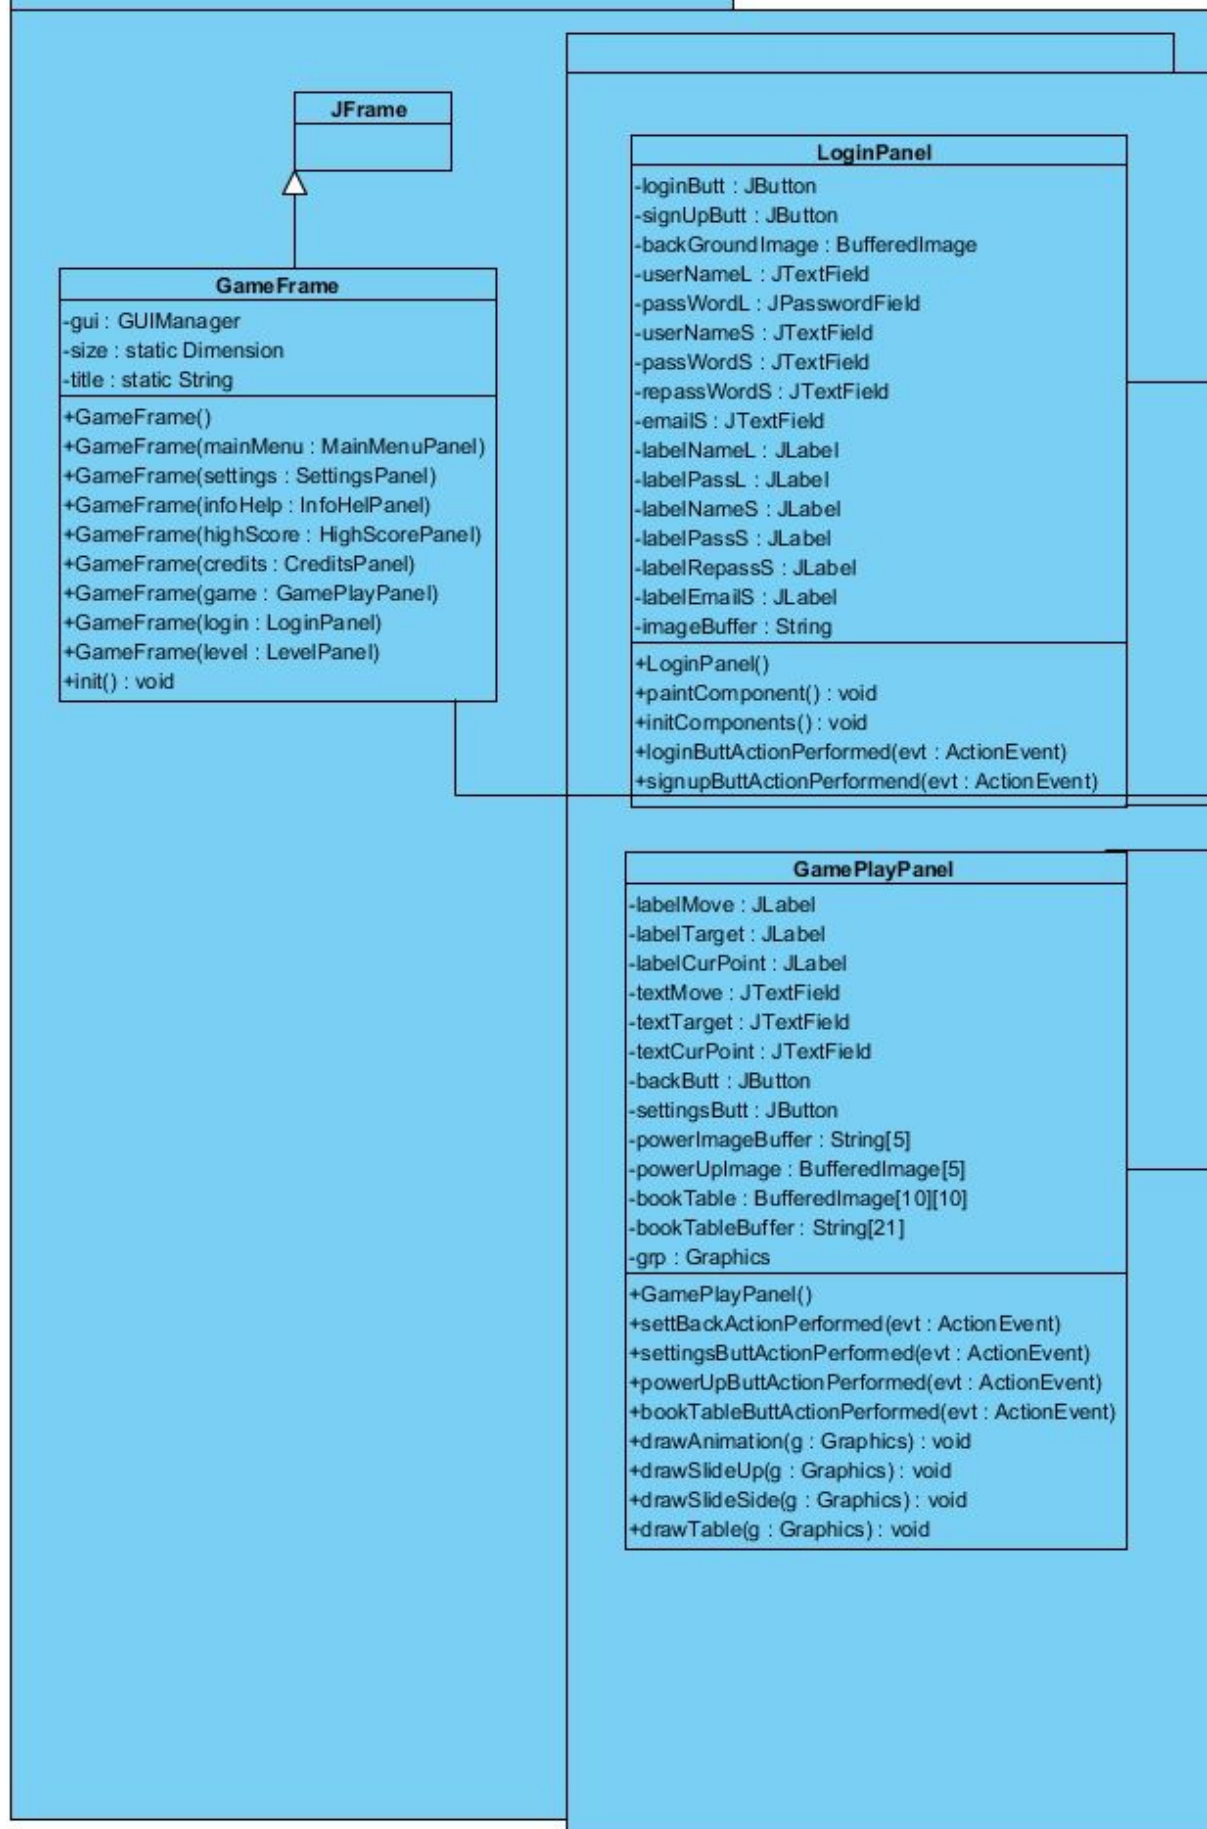 JFrame
GameFrame
-gui : GUIManager
-size : static Dimension
-title : static String
+GameFrame()
+GameFrame(mainMenu : MainMenuPanel)
+GameFrame(settings : SettingsPanel)
+GameFrame(infoHelp : InfoHelPanel)
+GameFrame(highScore : HighScorePanel)
+GameFrame(credits : CreditsPanel)
+GameFrame(game : GamePlayPanel)
+GameFrame(login : LoginPanel)
+GameFrame(level : LevelPanel)
+init() : void
LoginPanel
-loginButt : JButton
-signUpButt : JButton
-backGroundImage : BufferedImage
-userNameL : JTextField
-passWordL : JPasswordField
-userNameS : JTextField
-passWordS : JTextField
-repassWordS : JTextField
-emailS : JTextField
-labelNameL : JLabel
-labelPassL : JLabel
-labelNameS : JLabel
-labelPassS : JLabel
-labelRepassS : JLabel
-labelEmailS : JLabel
-imageBuffer : String
+LoginPanel()
+paintComponent() : void
+initComponents() : void
+loginButtActionPerformed(evt : ActionEvent)
+signupButtActionPerformend(evt : ActionEvent)
GamePlayPanel
-labelMove : JLabel
-labelTarget : JLabel
-labelCurPoint : JLabel
-textMove : JTextField
-textTarget : JTextField
-textCurPoint : JTextField
-backButt : JButton
-settingsButt : JButton
-powerImageBuffer : String[5]
-powerUpImage : BufferedImage[5]
-bookTable : BufferedImage[10][10]
-bookTableBuffer : String[21]
-grp : Graphics
+GamePlayPanel()
+settBackActionPerformed(evt : ActionEvent)
+settingsButtActionPerformed(evt : ActionEvent)
+powerUpButtActionPerformed(evt : ActionEvent)
+bookTableButtActionPerformed(evt : ActionEvent)
+drawAnimation(g : Graphics) : void
+drawSlideUp(g : Graphics) : void
+drawSlideSide(g : Graphics) : void
+drawTable(g : Graphics) : void